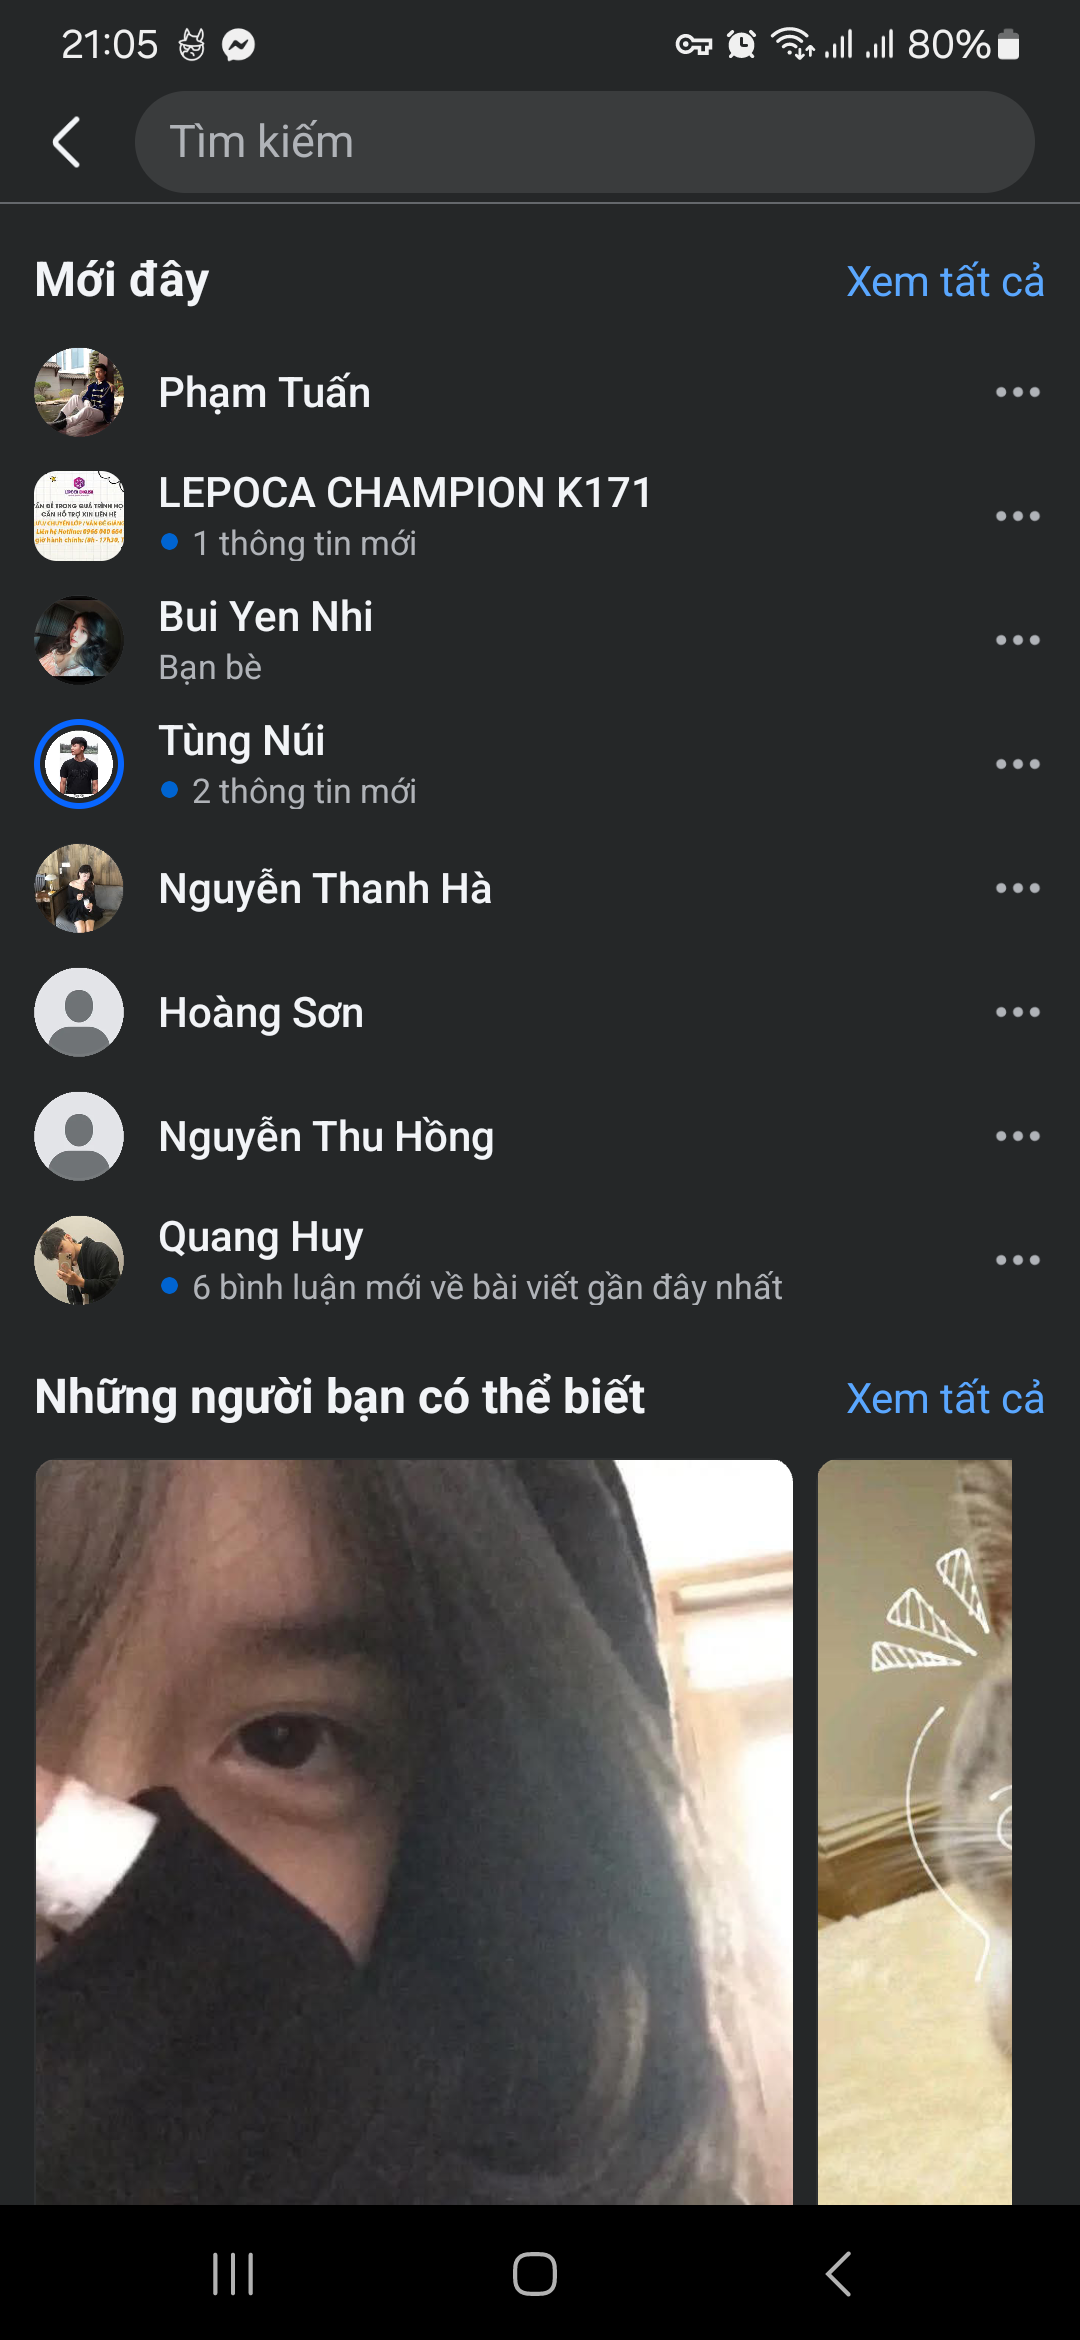 21:05
80%
Tìm kiếm
Mới đây
Xem tất cả
Phạm Tuấn
LEPOCA CHAMPION K171
1 thông tin mới
Bui Yen Nhi
Bạn bè
Tùng Núi
2 thông tin mới
Nguyễn Thanh Hà
Hoàng Sơn
Nguyễn Thu Hồng
Quang Huy
6 bình luận mới về bài viết gần đây nhất
Những người bạn có thể biết
Xem tất cả